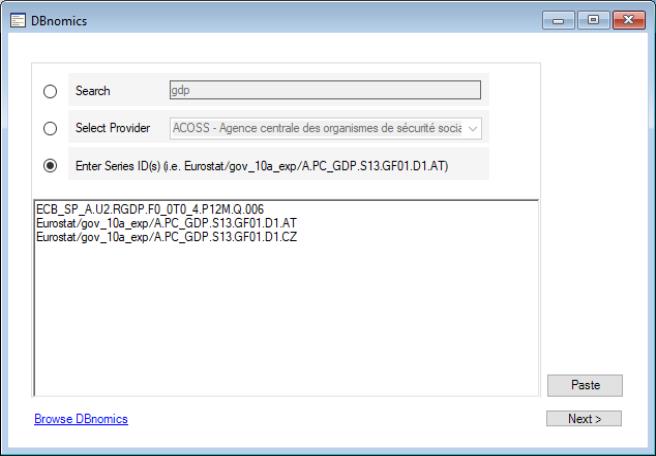 DBnomics
Search
gdp
Select Provider
ACOSS - Agence centrale des organismes de sécurité socia
Enter Series ID(s) (i.e. Eurostat/gov_10a_exp/A.PC_GDP.S13.GF01.D1.AT)
ECB_SP_A.U2.RGDP.F0_0T0_4.P12M.Q.006
Eurostat/gov_10a_exp/A.PC_GDP.S13.GF01.D1.AT
Eurostat/gov_10a_exp/A.PC_GDP.S13.GF01.D1.CZ
Paste
Browse DBnomics
Next >